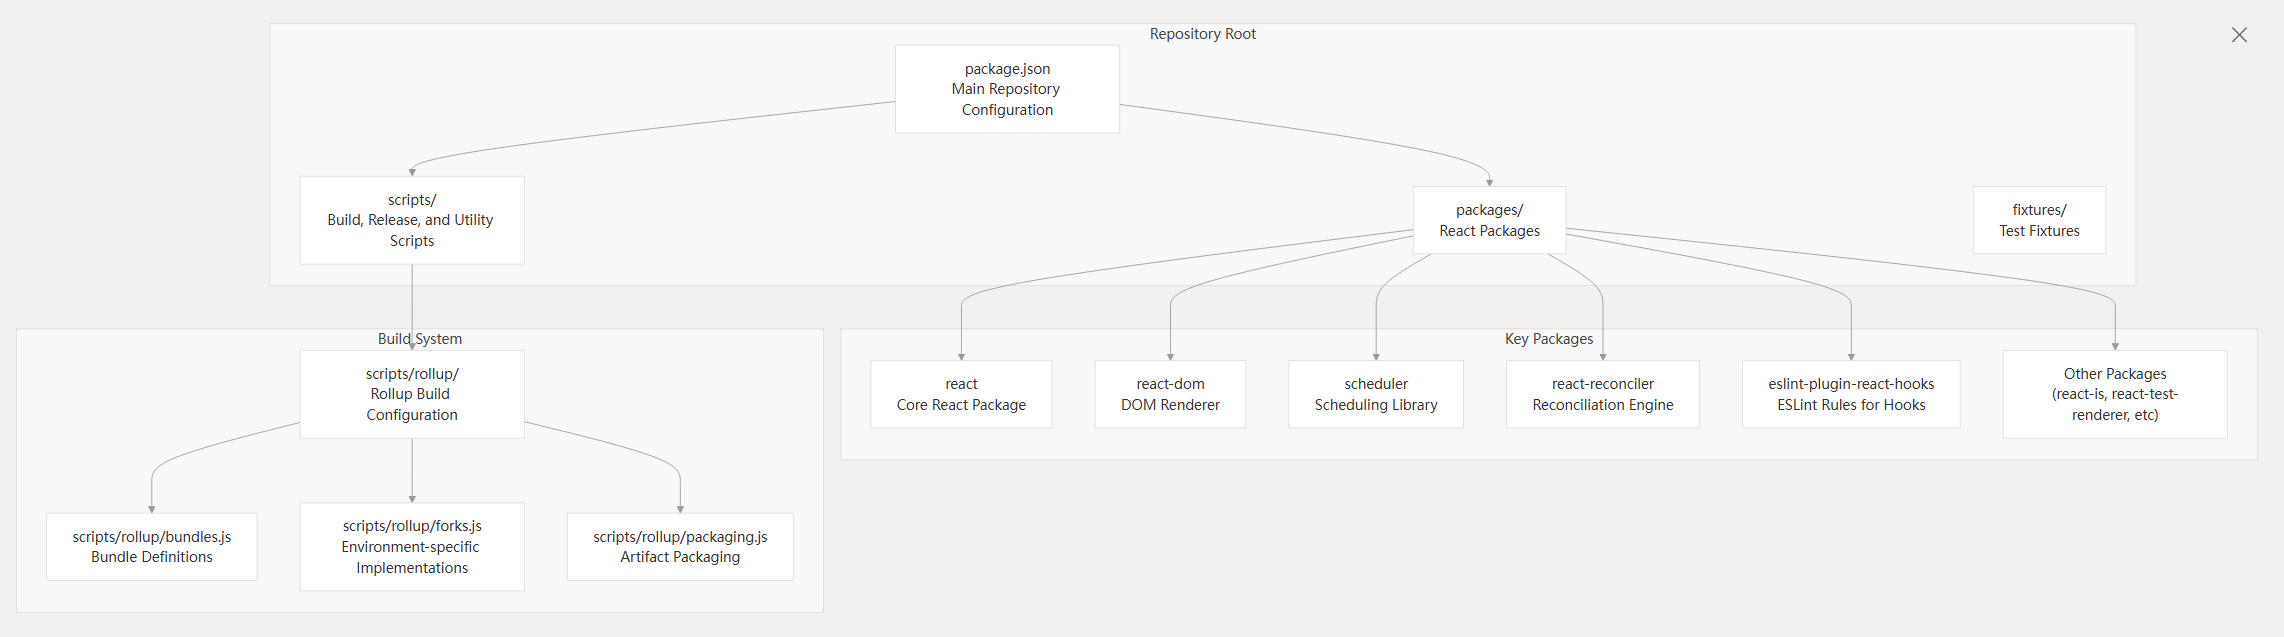 Repository Root
package.json
Main Repository
Configuration
scripts/
Build, Release, and Utility
Scripts
packages/
React Packages
fixtures/
Test Fixtures
Build System
scripts/rollup/
Rollup Build
Configuration
scripts/rollup/bundles.js
Bundle Definitions
scripts/rollup/forks.js
Environment-specific
Implementations
scripts/rollup/packaging.js
Artifact Packaging
Key Packages
react
Core React Package
react-dom
DOM Renderer
scheduler
Scheduling Library
react-reconciler
Reconciliation Engine
eslint-plugin-react-hooks
ESLint Rules for Hooks
Other Packages
(react-is, react-test-
renderer, etc)